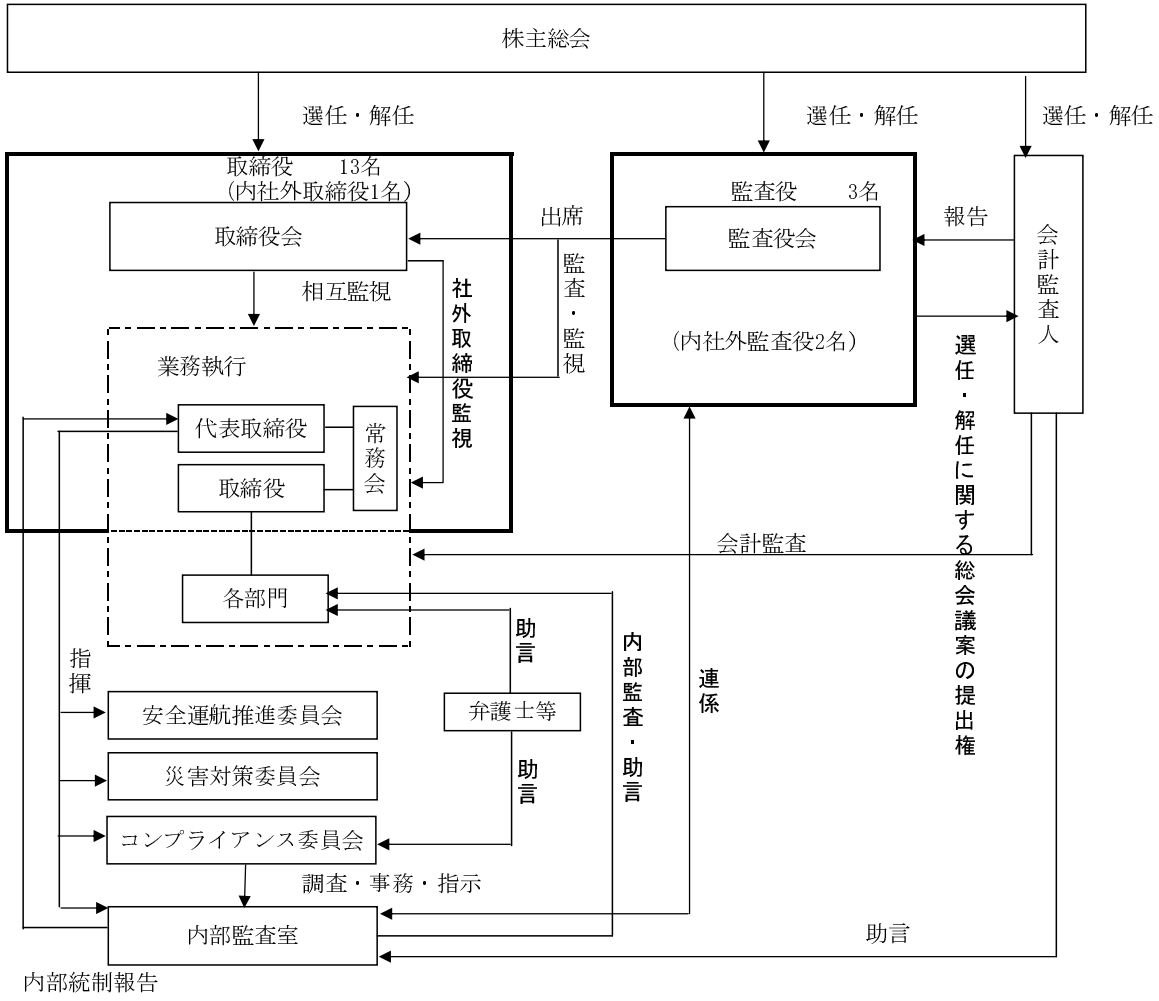 株主総会
選任・解任
選任・解任
選任・解任
取締役　13名
（内社外取締役1名）
取締役会
相互監視
社外取締役監視
業務執行
代表取締役
取締役
常務会
各部門
出席
監査・監視
監査役　3名
監査役会
（内社外監査役2名）
報告
会計監査人
選任・解任に関する総会議案の提出権
会計監査
指揮
助言
弁護士等
助言
内部監査・助言
連係
安全運航推進委員会
災害対策委員会
コンプライアンス委員会
調査・事務・指示
内部監査室
助言
内部統制報告